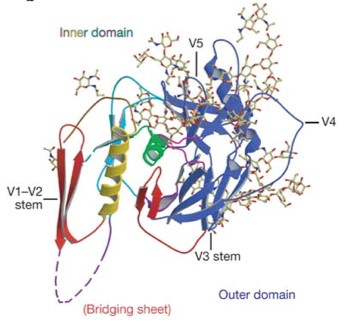 Inner domain
V5
V4
V1–V2
stem
V3 stem
Outer domain
(Bridging sheet)